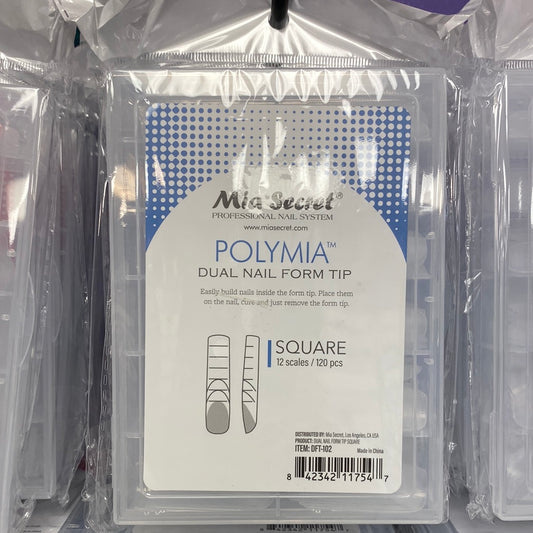 Mia Secret®
PROFESSIONAL NAIL SYSTEM
www.miasecret.com
POLYMIA™
DUAL NAIL FORM TIP
Easily build nails inside the form tip. Place them
on the nail, cure and just remove the form tip.
SQUARE
12 scales / 120 pcs
DISTRIBUTED BY: Mia Secret, Los Angeles, CA USA
PRODUCT: DUAL NAIL FORM TIP SQUARE
ITEM: DFT-102 Made in China
8 42342 11754 7